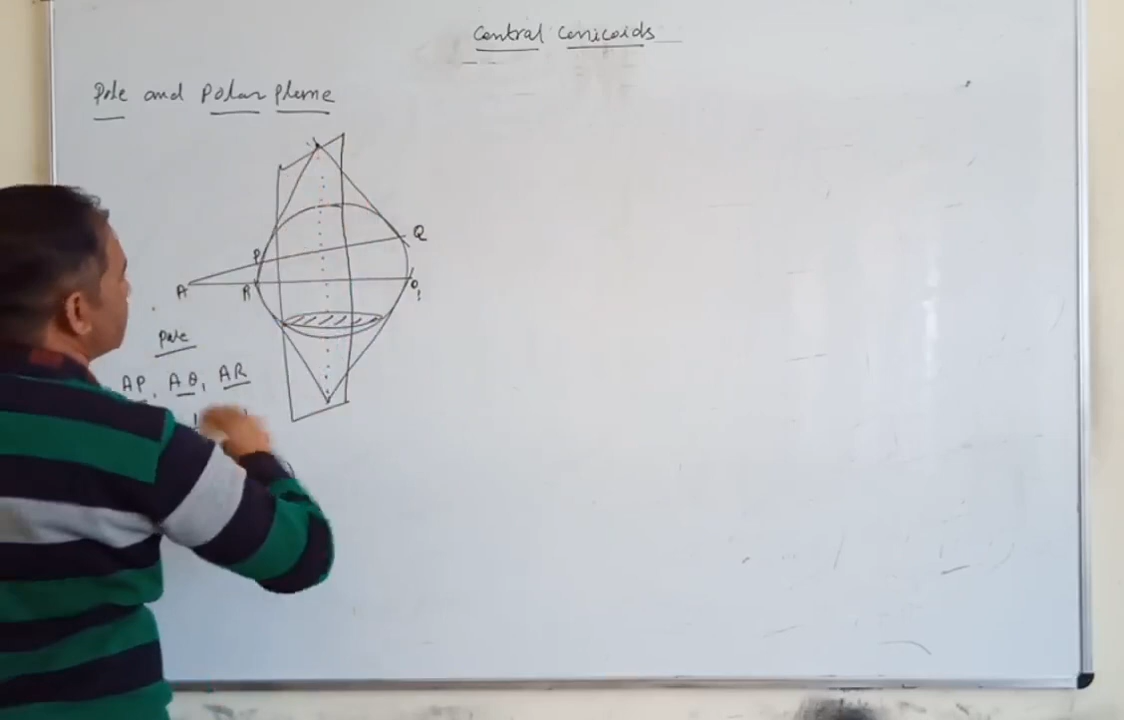 Central Conicoids
Pole and Polar Plane
Q
P
A
R
Pole
AP, AQ, AR